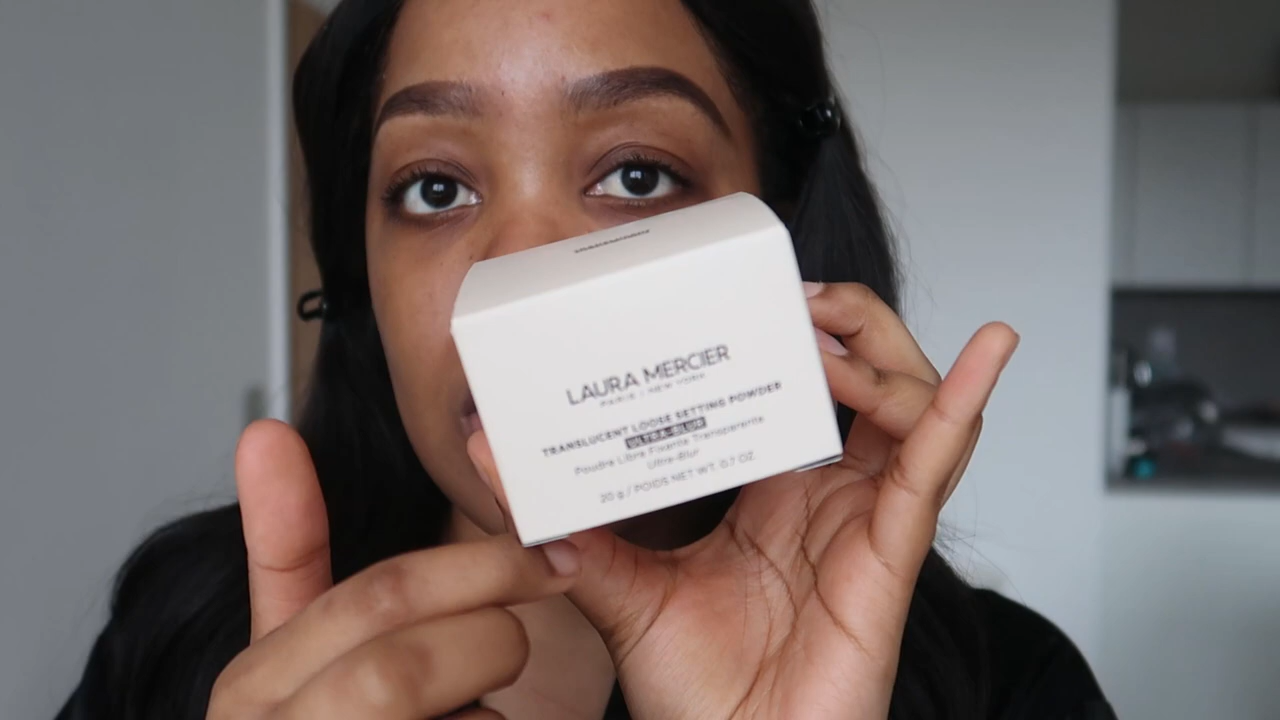 LAURA MERCIER
PARIS / NEW YORK
TRANSLUCENT LOOSE SETTING POWDER
ULTRA-BLUR
Poudre Libre Fixante Transparente
Ultra-Blur
20 g / POIDS NET WT. 0.7 OZ